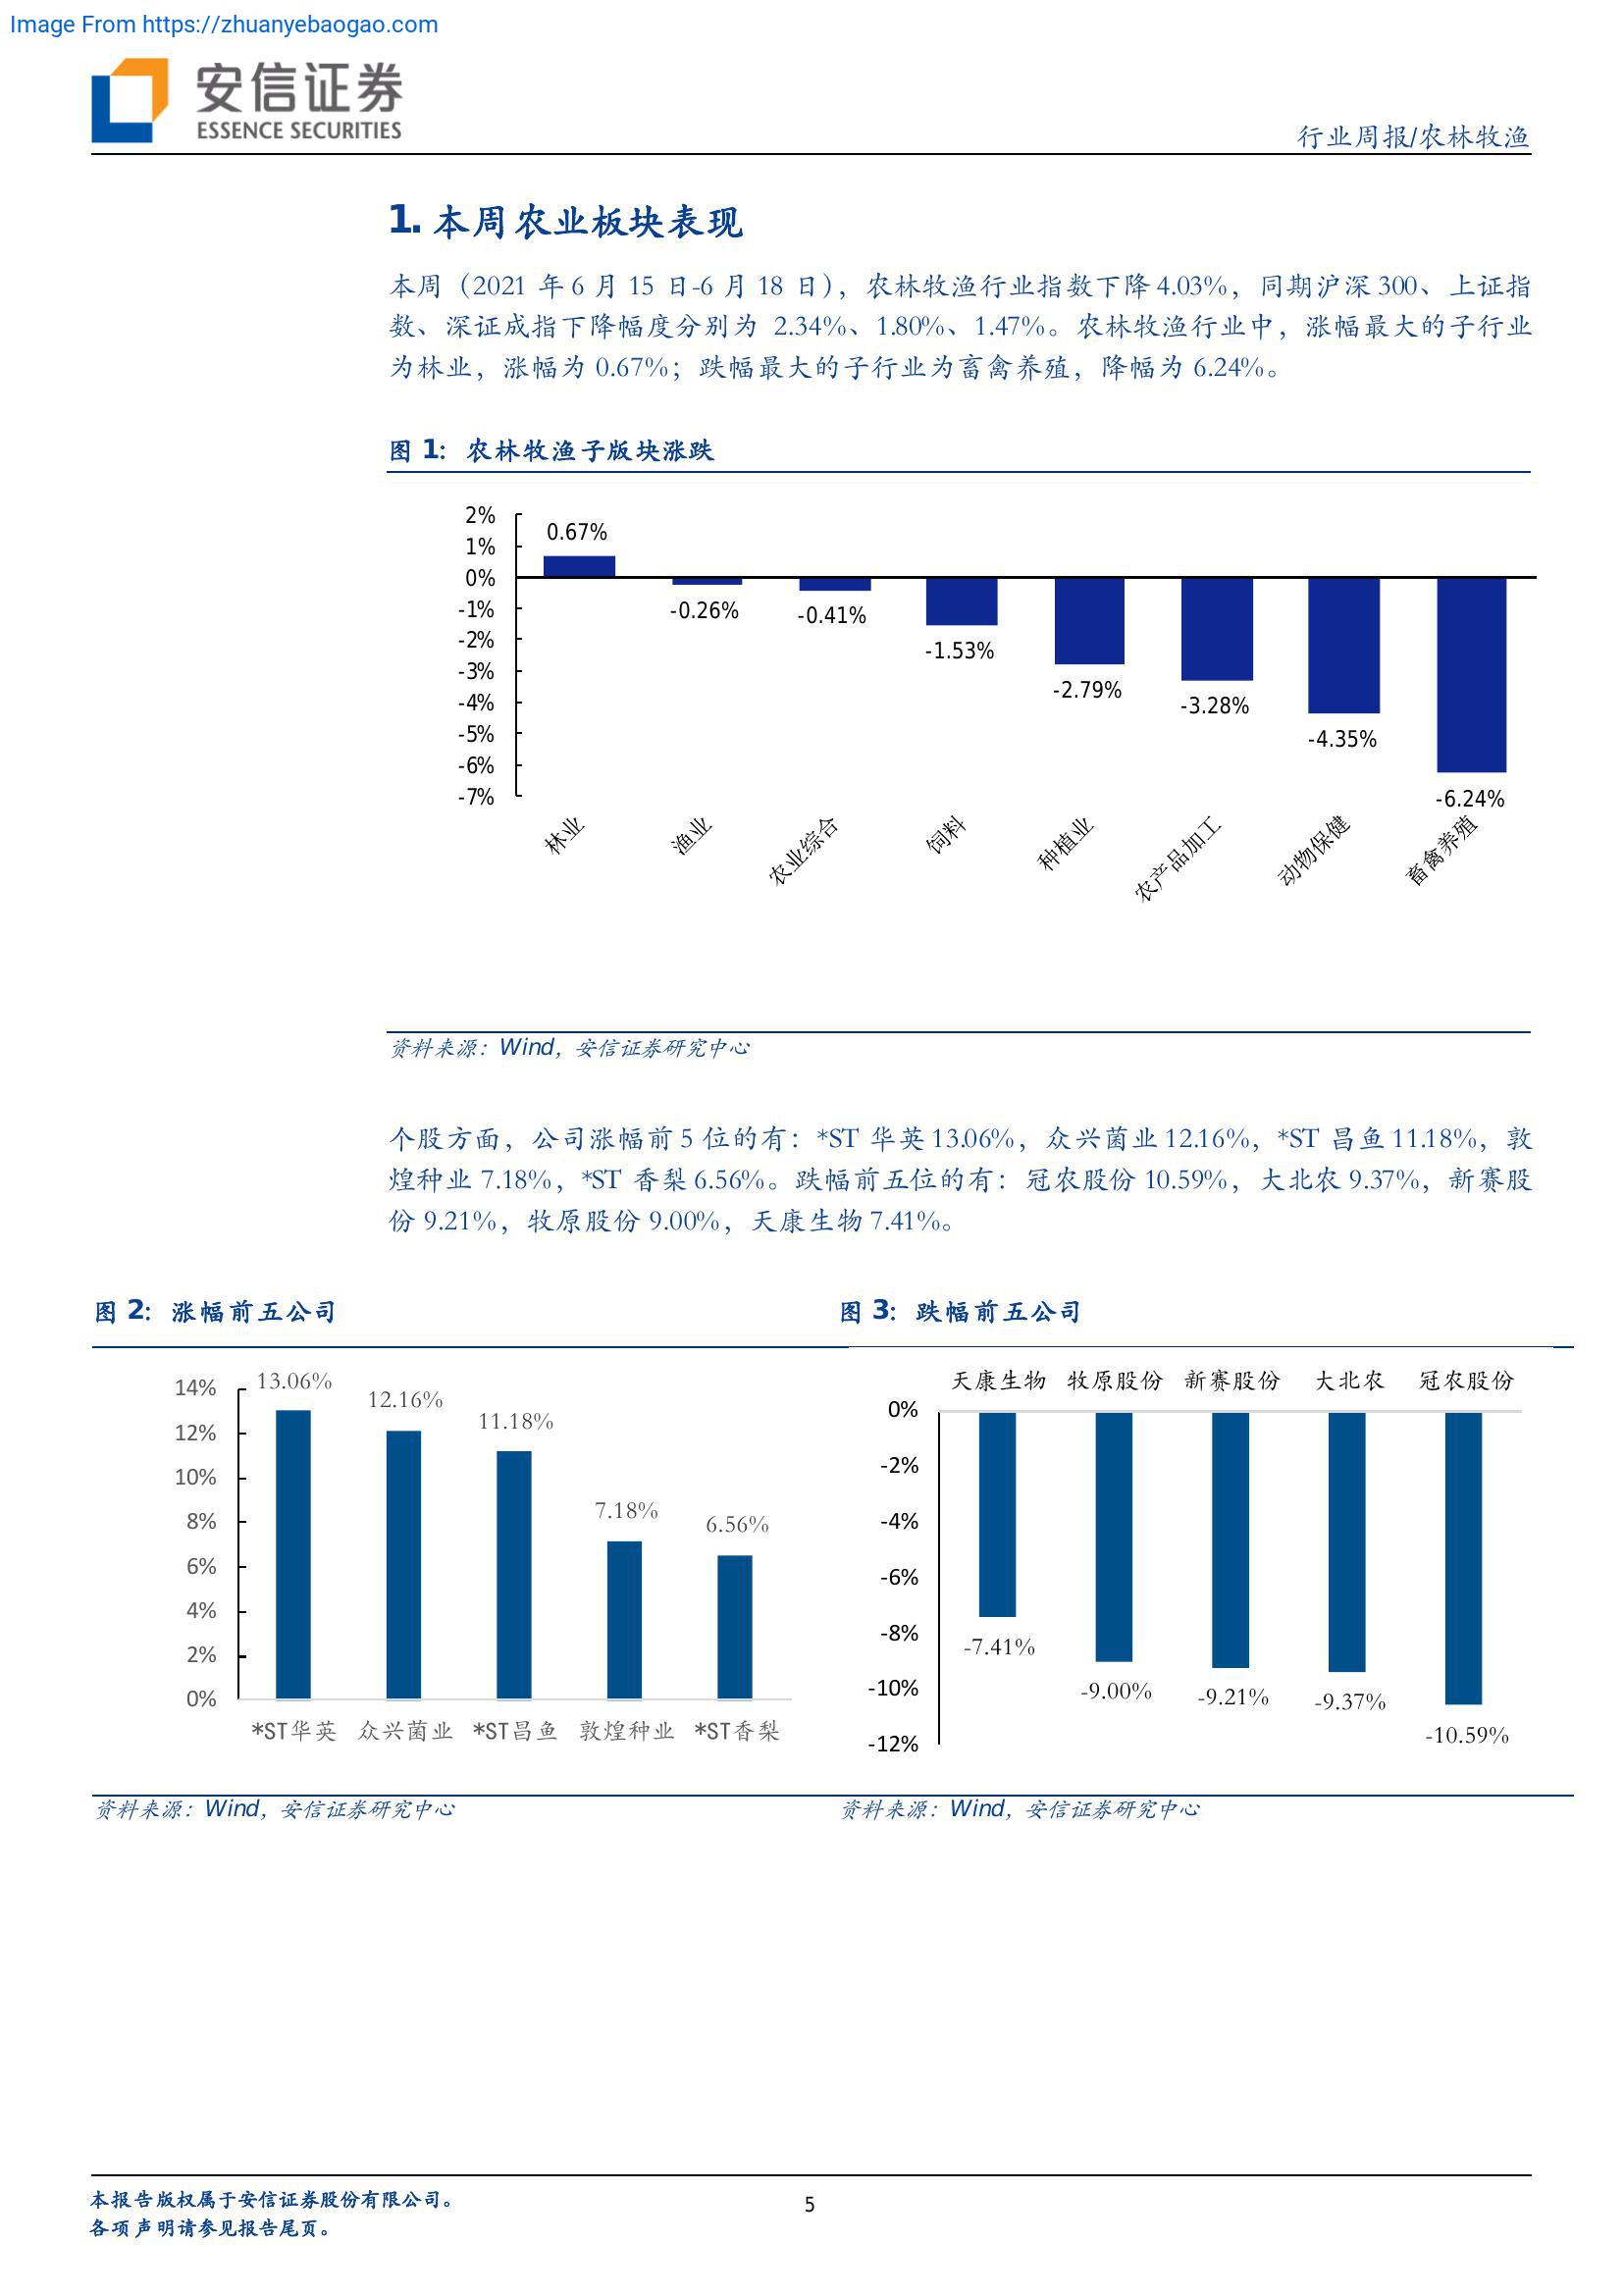 Image From https://zhuanyebaogao.com
安信证券
ESSENCE SECURITIES
行业周报/农林牧渔
1. 本周农业板块表现
本周（2021 年 6 月 15 日-6 月 18 日），农林牧渔行业指数下降 4.03%，同期沪深 300、上证指
数、深证成指下降幅度分别为 2.34%、1.80%、1.47%。农林牧渔行业中，涨幅最大的子行业
为林业，涨幅为 0.67%；跌幅最大的子行业为畜禽养殖，降幅为 6.24%。
图 1：农林牧渔子版块涨跌
2%
1%
0%
-1%
-2%
-3%
-4%
-5%
-6%
-7%
0.67%
-0.26%
-0.41%
-1.53%
-2.79%
-3.28%
-4.35%
-6.24%
林业
渔业
农业综合
饲料
种植业
农产品加工
动物保健
畜禽养殖
资料来源：Wind，安信证券研究中心
个股方面，公司涨幅前 5 位的有：*ST 华英 13.06%，众兴菌业 12.16%，*ST 昌鱼 11.18%，敦
煌种业 7.18%，*ST 香梨 6.56%。跌幅前五位的有：冠农股份 10.59%，大北农 9.37%，新赛股
份 9.21%，牧原股份 9.00%，天康生物 7.41%。
图 2：涨幅前五公司
14%
12%
10%
8%
6%
4%
2%
0%
13.06%
12.16%
11.18%
7.18%
6.56%
*ST华英 众兴菌业 *ST昌鱼 敦煌种业 *ST香梨
资料来源：Wind，安信证券研究中心
图 3：跌幅前五公司
天康生物 牧原股份 新赛股份 大北农 冠农股份
0%
-2%
-4%
-6%
-8%
-10%
-12%
-7.41%
-9.00%
-9.21%
-9.37%
-10.59%
资料来源：Wind，安信证券研究中心
本报告版权属于安信证券股份有限公司。
各项声明请参见报告尾页。
5